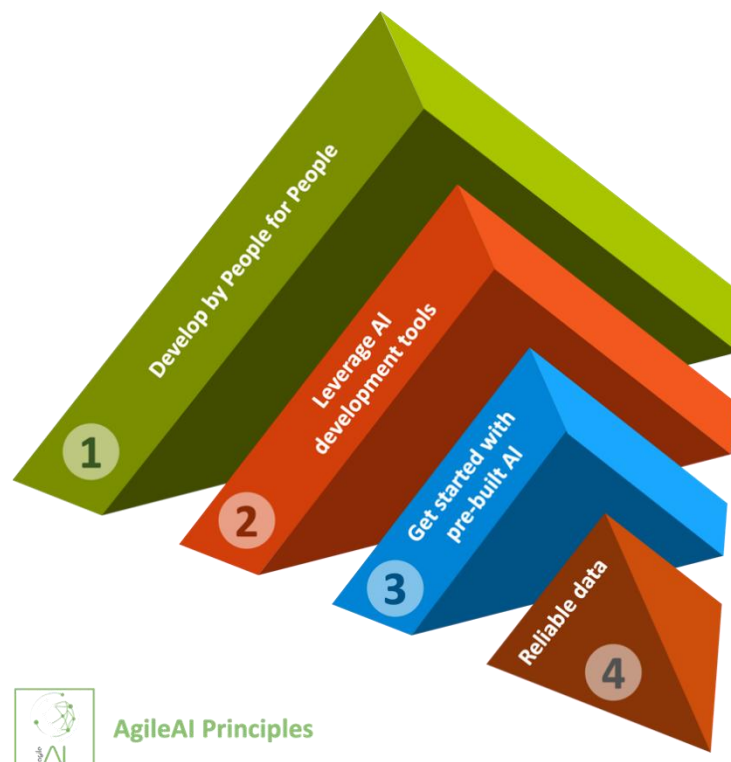 Develop by People for People
1
Leverage AI
development tools
2
Get started with
pre-built AI
3
Reliable data
4
AgileAI Principles
AI